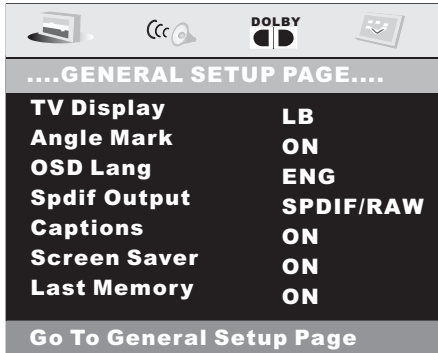 DOLBY
....GENERAL SETUP PAGE....
TV Display LB
Angle Mark ON
OSD Lang ENG
Spdif Output SPDIF/RAW
Captions ON
Screen Saver ON
Last Memory ON
Go To General Setup Page